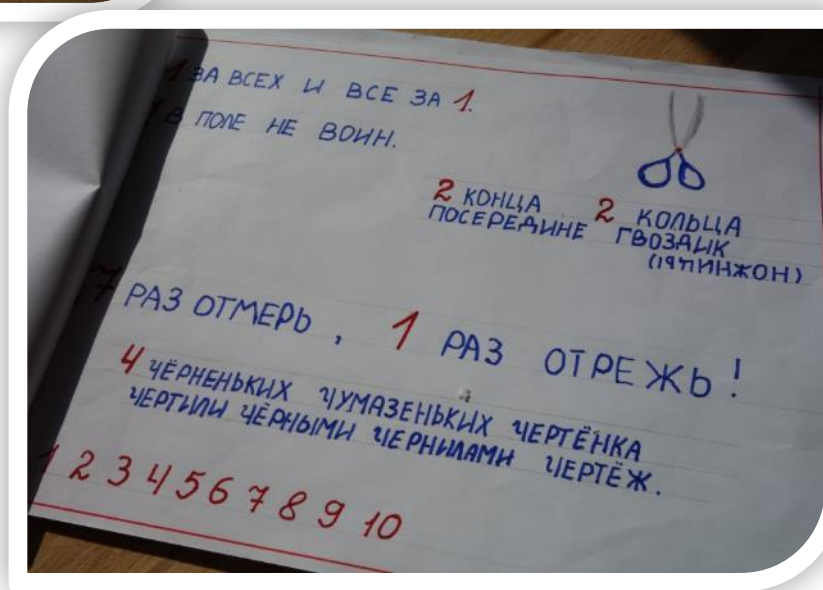 1 ЗА ВСЕХ И ВСЕ ЗА 1.
1 В ПОЛЕ НЕ ВОИН.
2 КОНЦА 2 КОЛЬЦА
ПОСЕРЕДИНЕ ГВОЗДИК
(ИЦЖОН)
7 РАЗ ОТМЕРЬ, 1 РАЗ ОТРЕЖЬ!
4 ЧЁРНЕНЬКИХ ЧУМАЗЕНЬКИХ ЧЕРТЁНКА
ЧЕРТИЛИ ЧЁРНЫМИ ЧЕРНИЛАМИ ЧЕРТЁЖ.
1 2 3 4 5 6 7 8 9 10